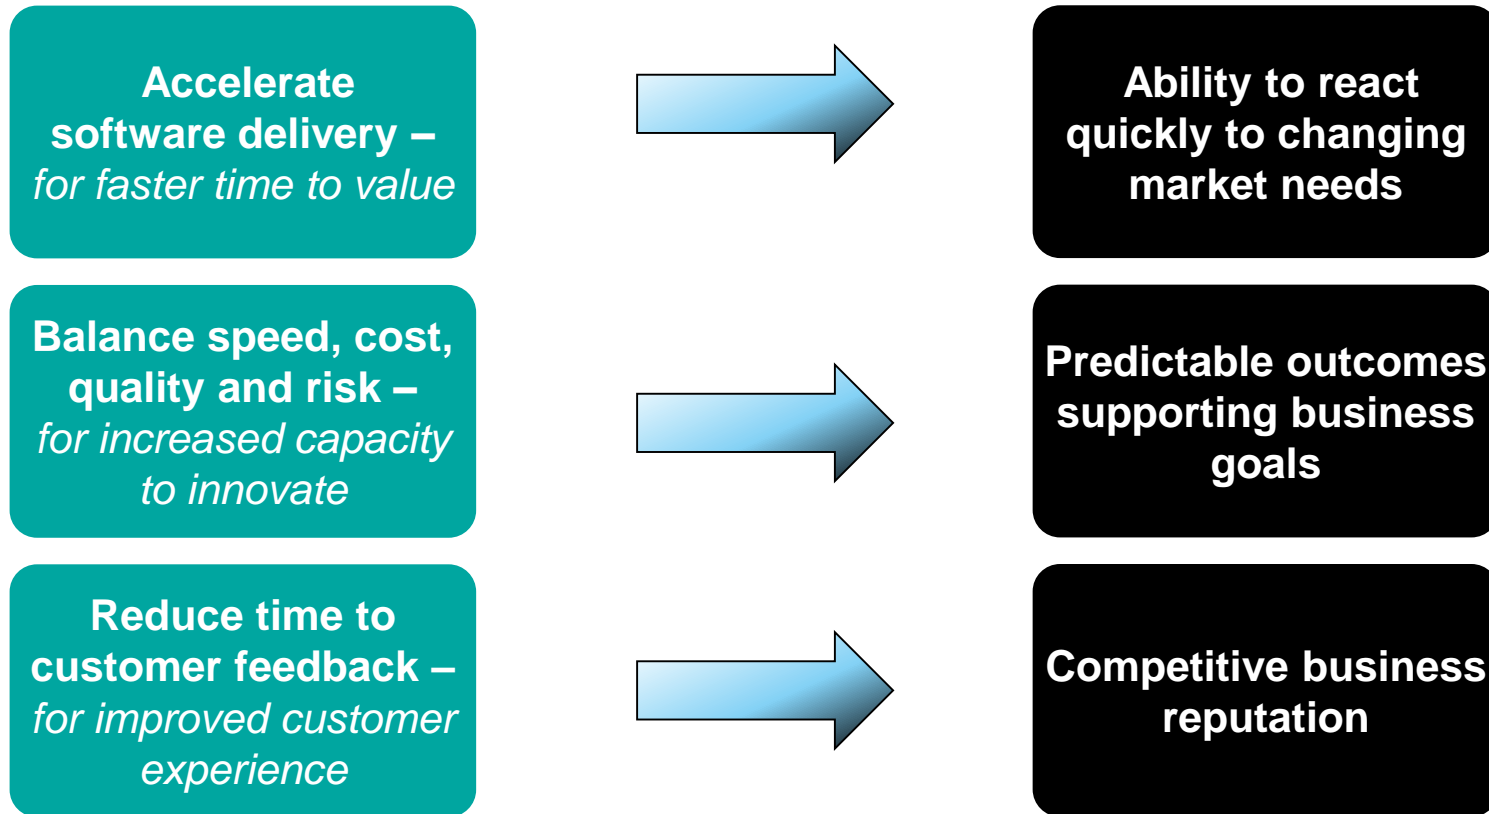 Accelerate
software delivery –
for faster time to value
Ability to react
quickly to changing
market needs
Balance speed, cost,
quality and risk –
for increased capacity
to innovate
Predictable outcomes
supporting business
goals
Reduce time to
customer feedback –
for improved customer
experience
Competitive business
reputation